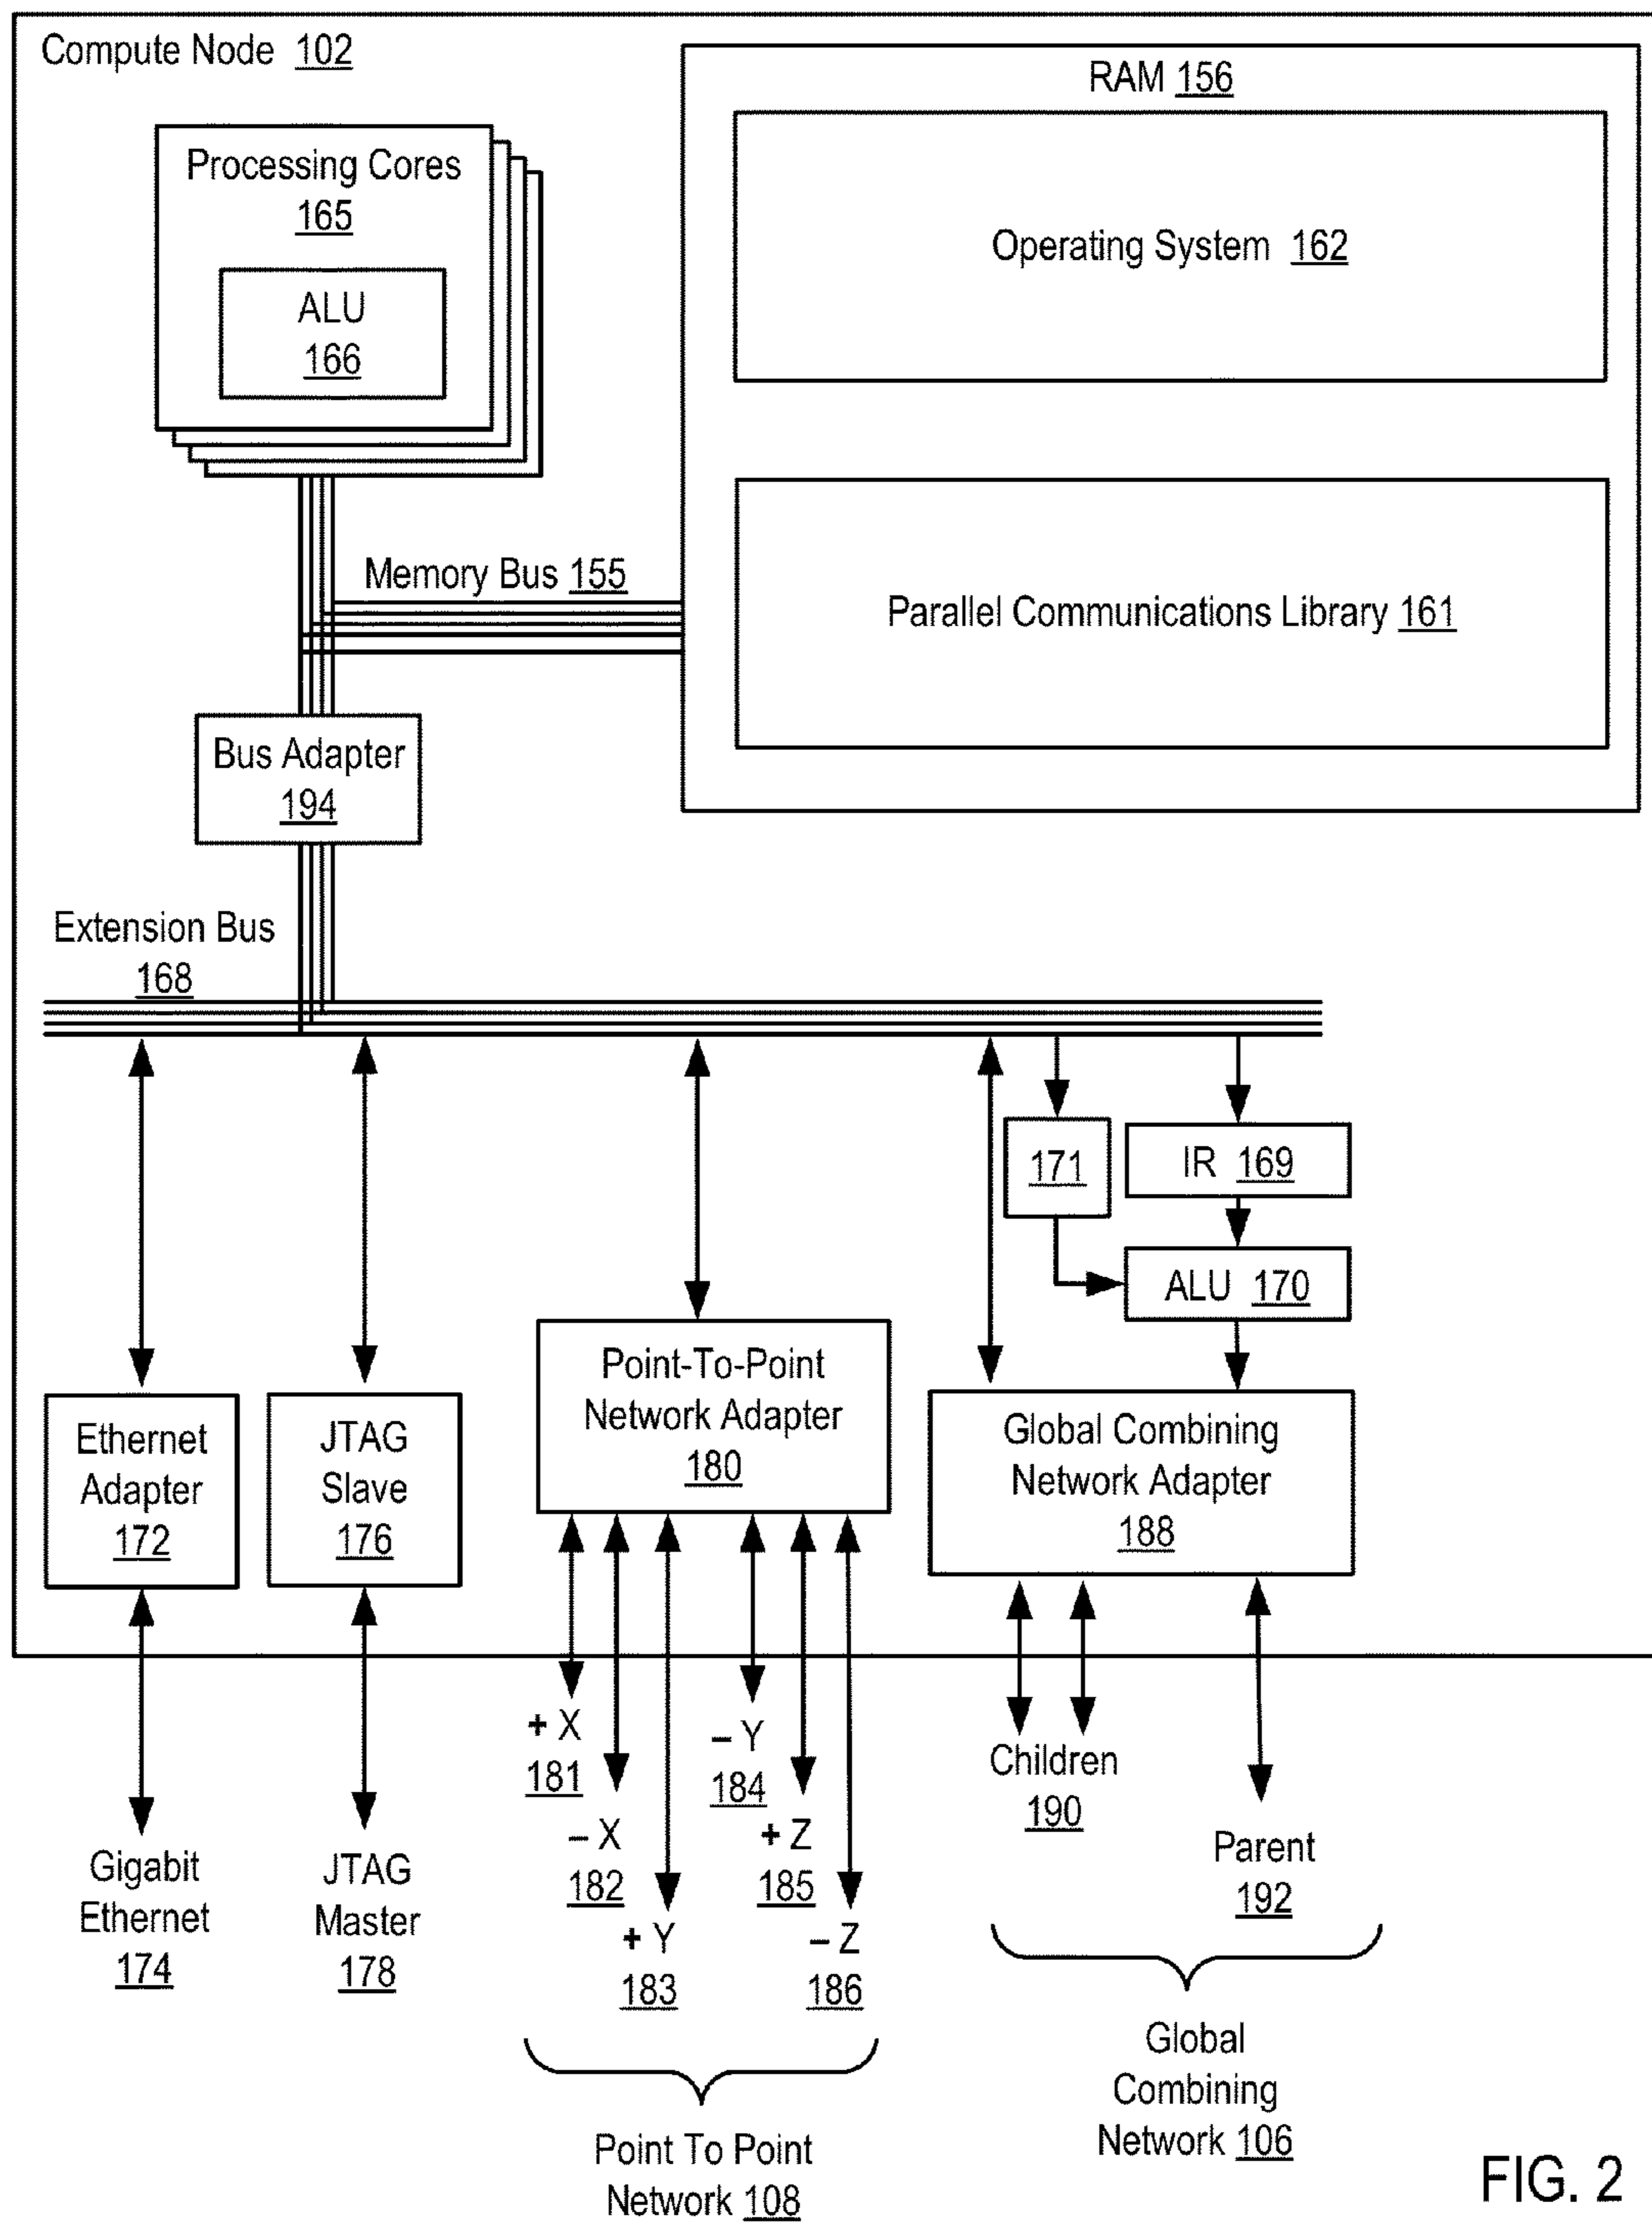 Compute Node 102
RAM 156
Processing Cores
165
ALU
166
Operating System 162
Memory Bus 155
Parallel Communications Library 161
Bus Adapter
194
Extension Bus
168
171
IR 169
ALU 170
Point-To-Point
Network Adapter
180
Ethernet
Adapter
172
JTAG
Slave
176
Global Combining
Network Adapter
188
+ X
181
– X
182
+ Y
183
– Y
184
+ Z
185
– Z
186
Children
190
Parent
192
Gigabit
Ethernet
174
JTAG
Master
178
Global
Combining
Network 106
Point To Point
Network 108
FIG. 2